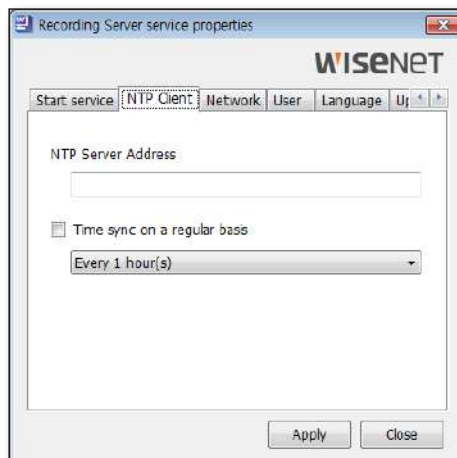 Recording Server service properties
WISENET
Start service NTP Client Network User Language
NTP Server Address
Time sync on a regular basis
Every 1 hour(s)
Apply Close